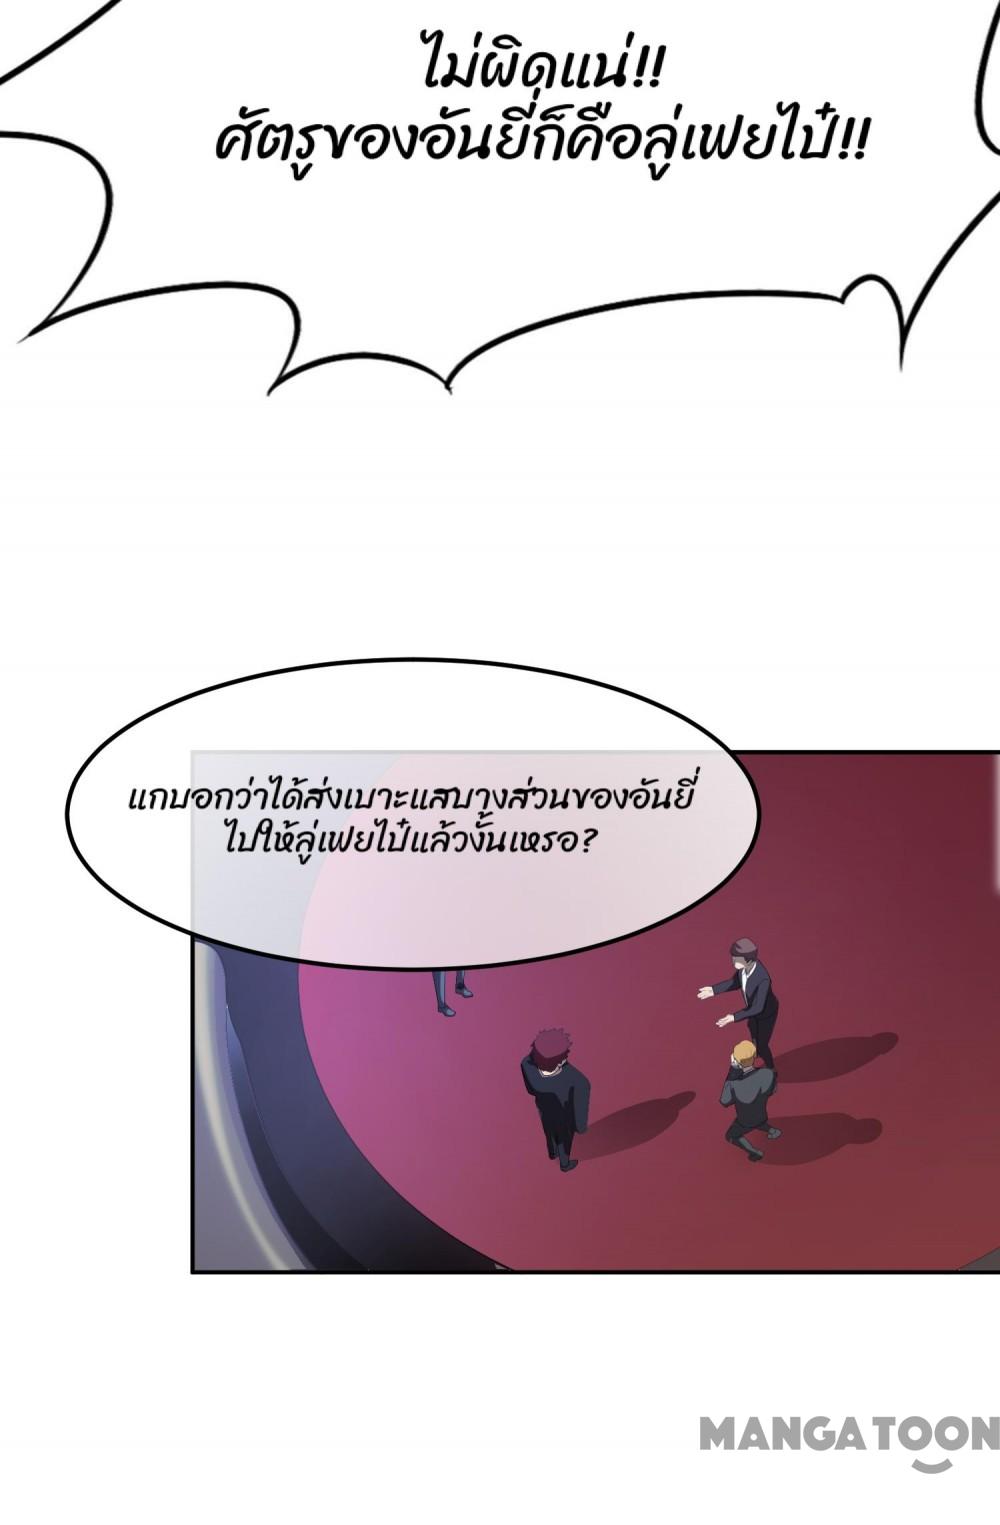 ไม่ผิดแน่!!
ศัตรูของอันยี่ก็คือลู่เฟยไป๋!!
แกบอกว่าได้ส่งเบาะแสบางส่วนของอันยี่
ไปให้ลู่เฟยไป๋แล้วงั้นเหรอ?
MANGATOON